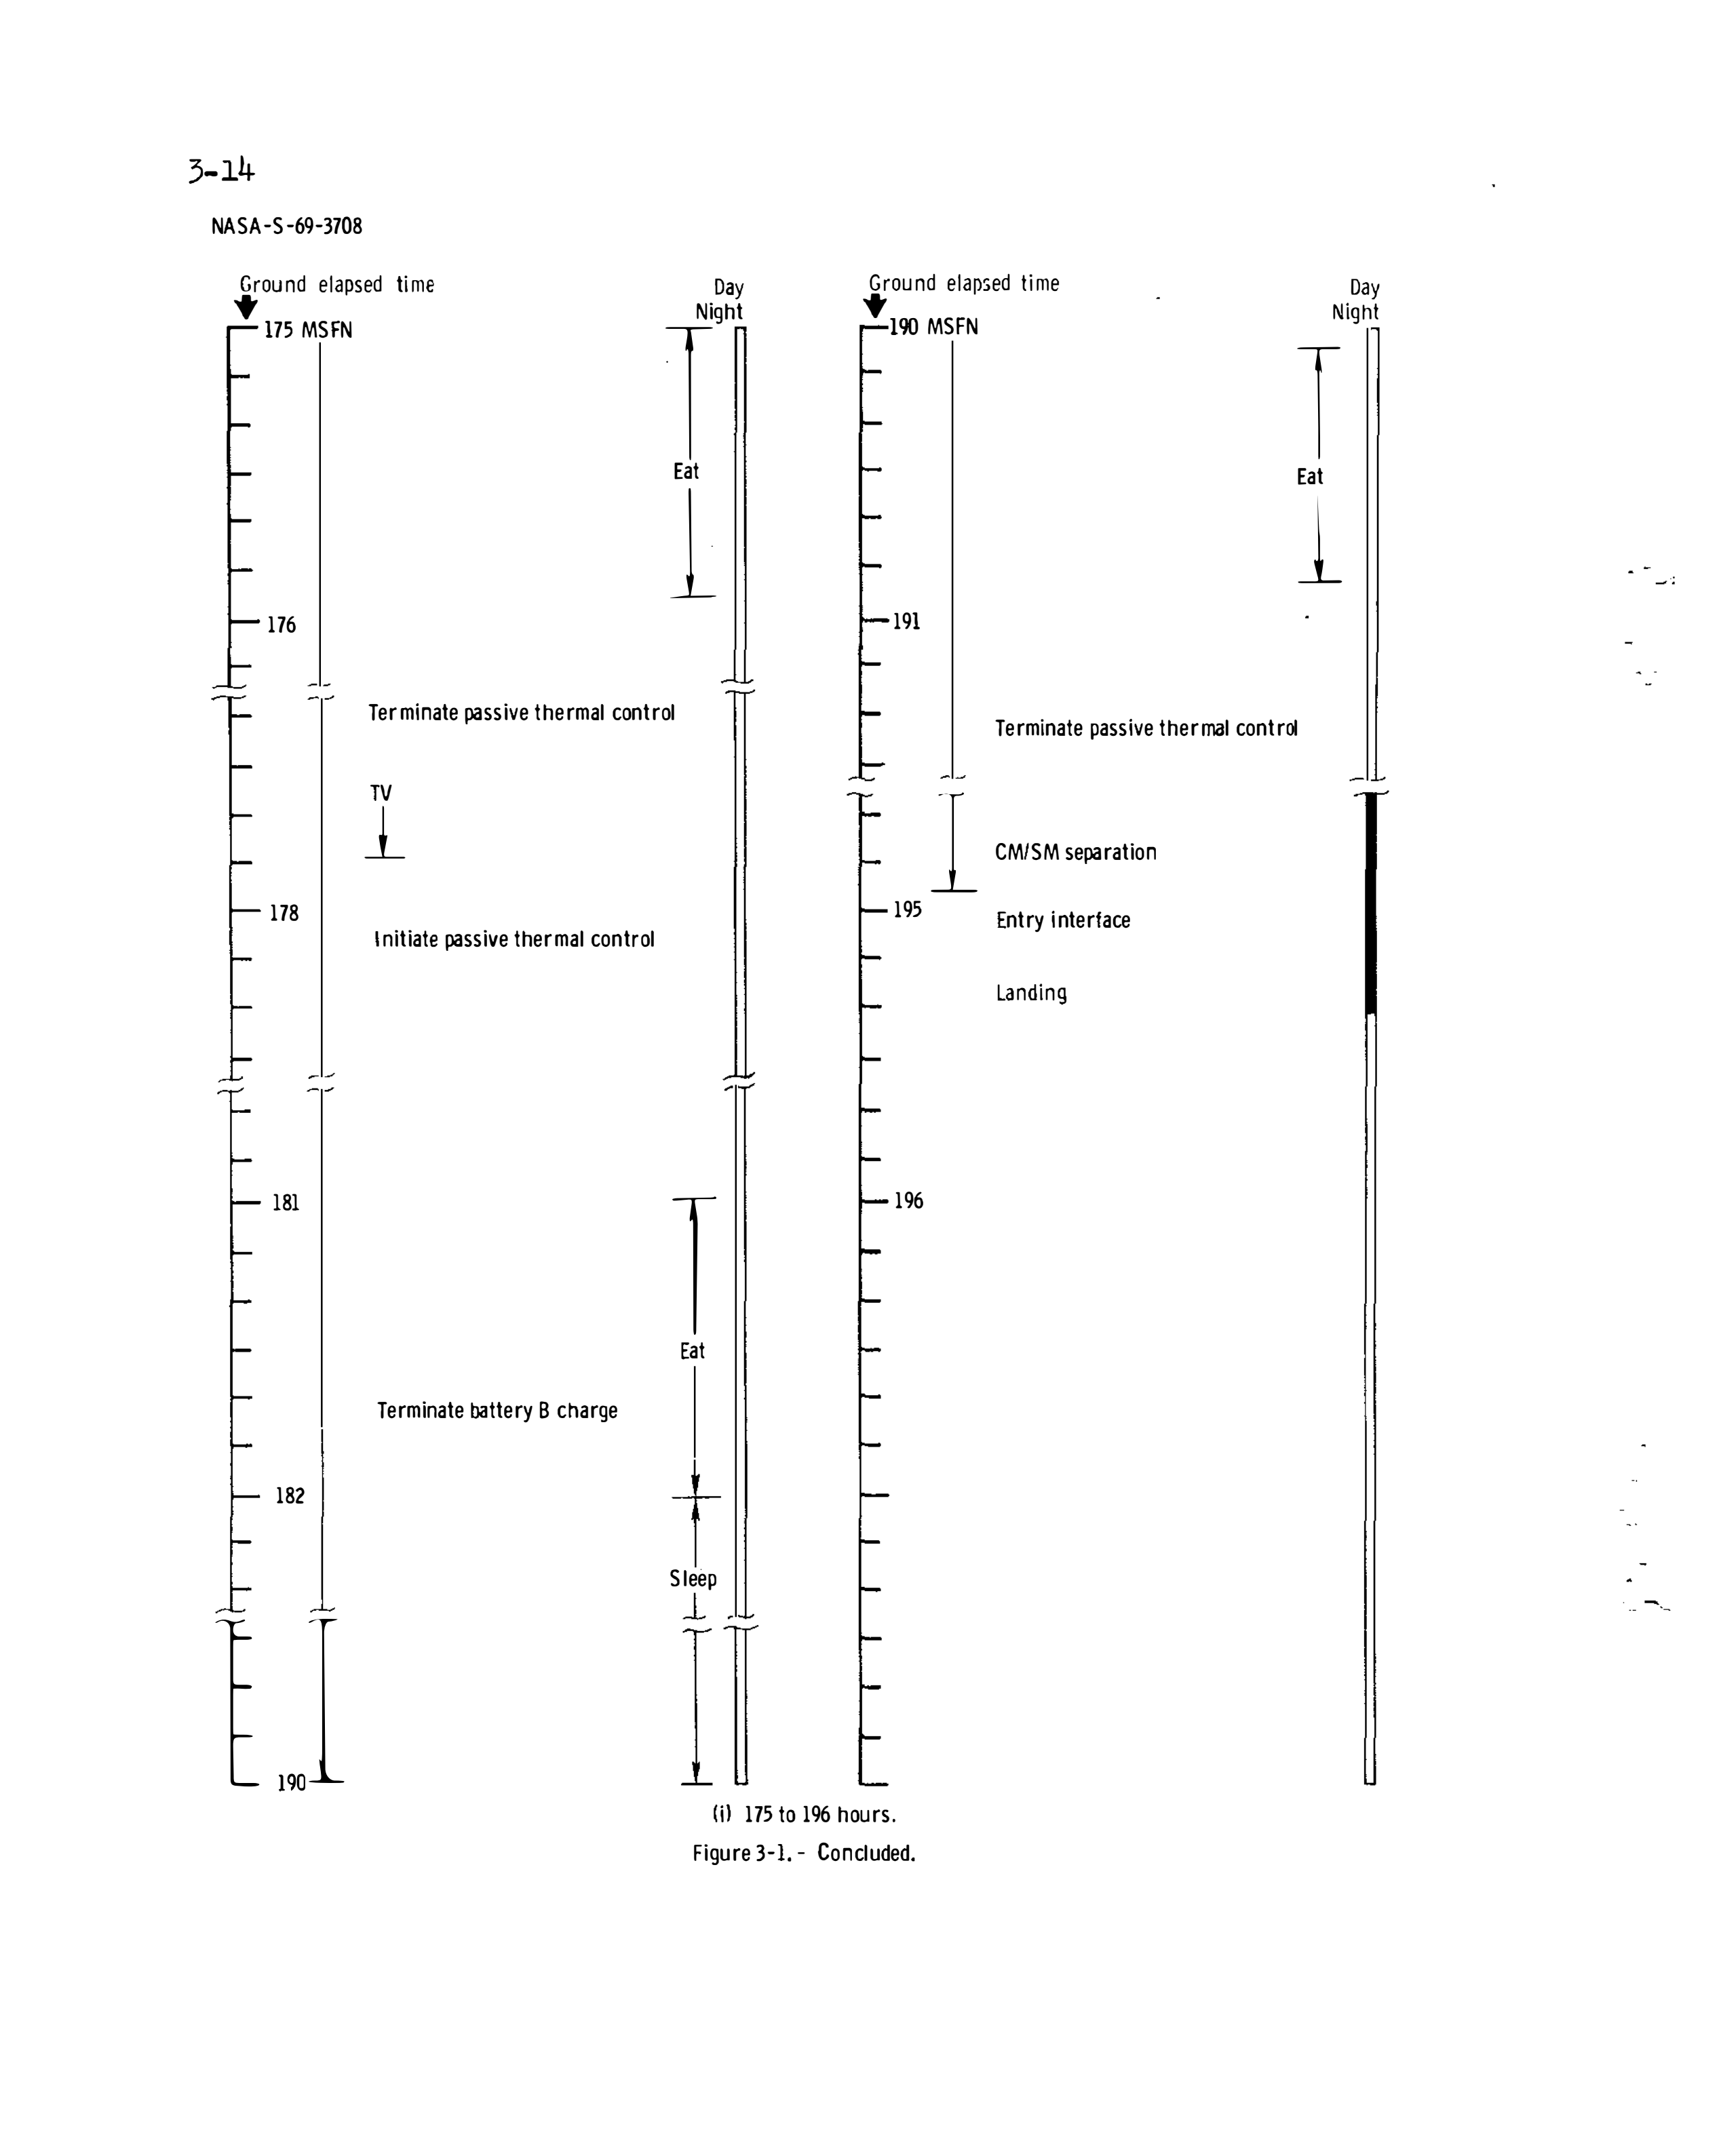 3-14
NASA-S-69-3708
Ground elapsed time
Day
Night
175 MSFN
Eat
176
Terminate passive thermal control
TV
178
Initiate passive thermal control
181
Eat
Terminate battery B charge
182
Sleep
190
Ground elapsed time
Day
Night
190 MSFN
Eat
191
Terminate passive thermal control
CM/SM separation
195
Entry interface
Landing
196
(i) 175 to 196 hours.
Figure 3-1. - Concluded.